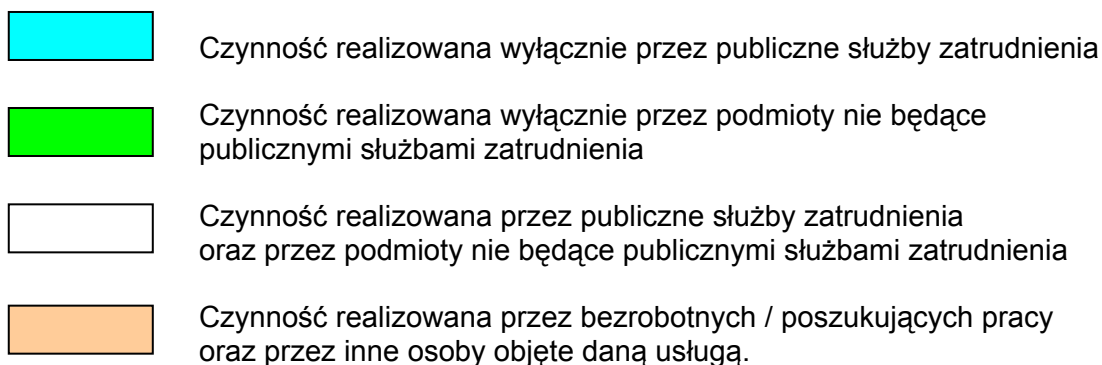 Czynność realizowana wyłącznie przez publiczne służby zatrudnienia
Czynność realizowana wyłącznie przez podmioty nie będące
publicznymi służbami zatrudnienia
Czynność realizowana przez publiczne służby zatrudnienia
oraz przez podmioty nie będące publicznymi służbami zatrudnienia
Czynność realizowana przez bezrobotnych / poszukujących pracy
oraz przez inne osoby objęte daną usługą.